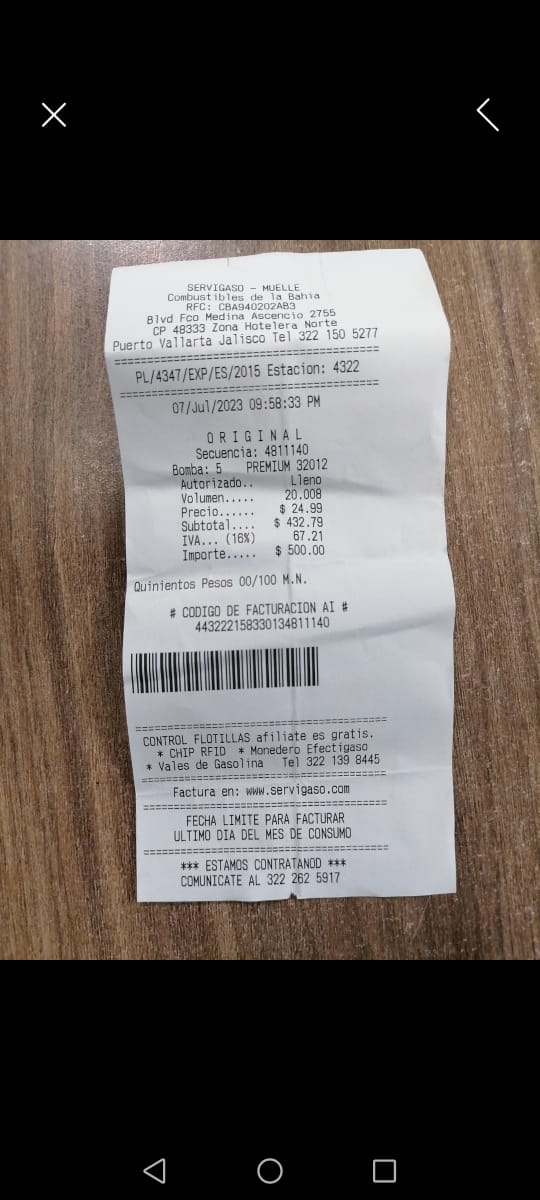 SERVIGASO - MUELLE
Combustibles de la Bahia
RFC: CBA940202AB3
Blvd Fco Medina Ascencio 2755
CP 48333 Zona Hotelera Norte
Puerto Vallarta Jalisco Tel 322 150 5277
================================================
PL/4347/EXP/ES/2015 Estacion: 4322
================================================
07/Jul/2023 09:58:33 PM
O R I G I N A L
Secuencia: 4811140
Bomba: 5 PREMIUM 32012
Autorizado.. Lleno
Volumen..... 20.008
Precio...... $ 24.99
Subtotal.... $ 432.79
IVA... (16%) 67.21
Importe..... $ 500.00
Quinientos Pesos 00/100 M.N.
# CODIGO DE FACTURACION AI #
443222158330134811140
================================================
CONTROL FLOTILLAS afiliate es gratis.
* CHIP RFID * Monedero Efectigaso
* Vales de Gasolina Tel 322 139 8445
================================================
Factura en: www.servigaso.com
================================================
FECHA LIMITE PARA FACTURAR
ULTIMO DIA DEL MES DE CONSUMO
================================================
*** ESTAMOS CONTRATANOD ***
COMUNICATE AL 322 262 5917